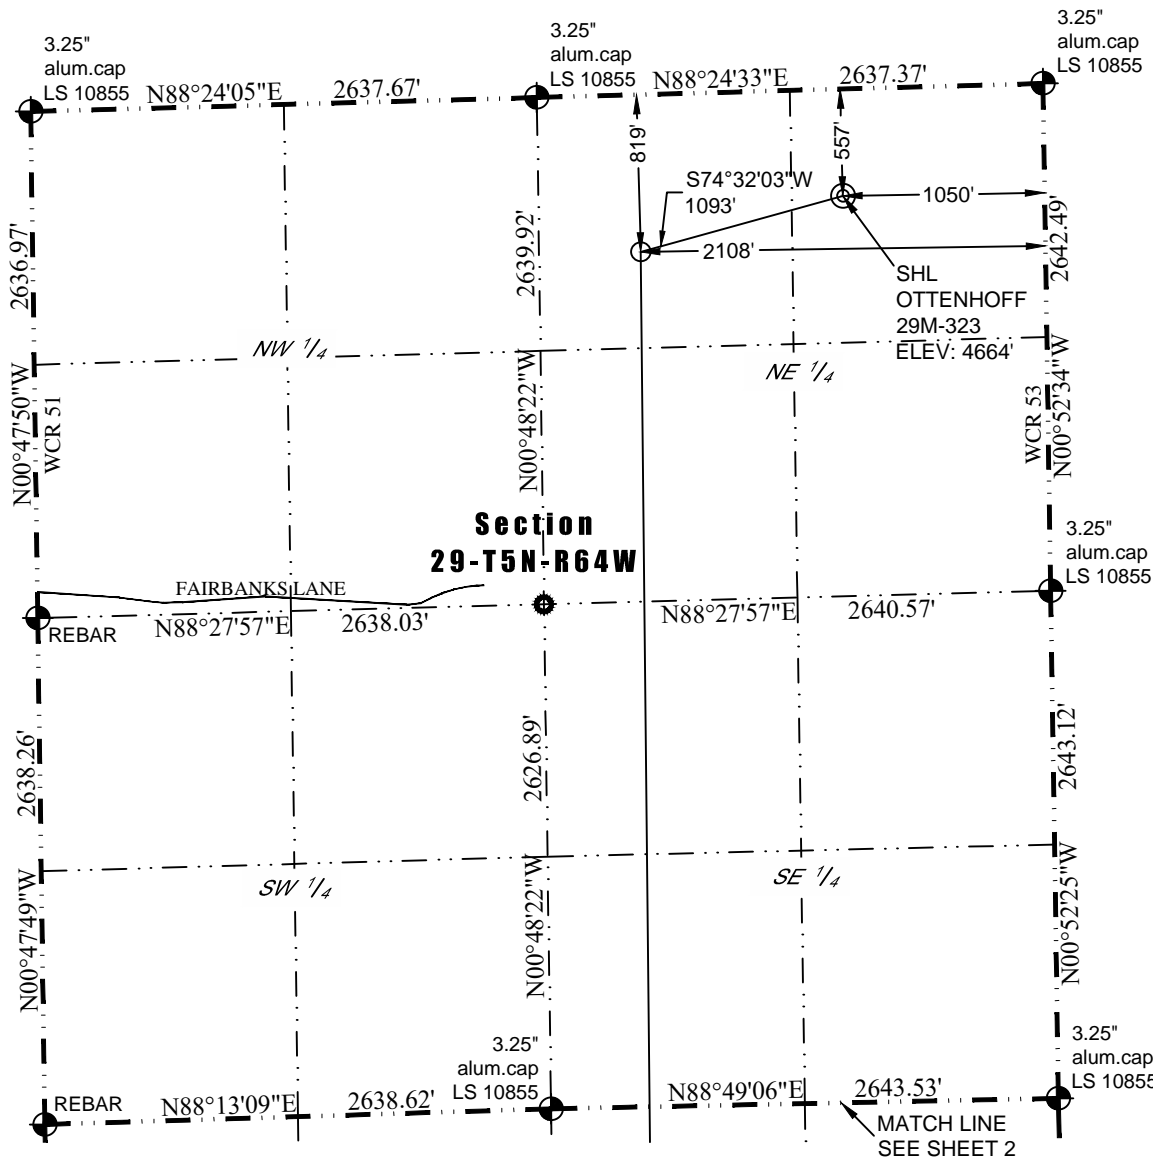 3.25"
alum.cap
LS 10855
3.25"
alum.cap
LS 10855
3.25"
alum.cap
LS 10855
N88°24'05"E
2637.67'
N88°24'33"E
2637.37'
819'
557'
S74°32'03"W
1093'
1050'
2108'
SHL
OTTENHOFF
29M-323
ELEV: 4664'
2636.97'
2639.92'
2642.49'
NW 1/4
NE 1/4
N00°47'50"W
WCR 51
N00°48'22"W
WCR 53
N00°52'34"W
Section
29-T5N-R64W
3.25"
alum.cap
LS 10855
FAIRBANKS LANE
REBAR
N88°27'57"E
2638.03'
N88°27'57"E
2640.57'
2638.26'
2626.89'
2643.12'
SW 1/4
SE 1/4
N00°47'49"W
N00°48'22"W
N00°52'25"W
3.25"
alum.cap
LS 10855
3.25"
alum.cap
LS 10855
REBAR
N88°13'09"E
2638.62'
N88°49'06"E
2643.53'
MATCH LINE
SEE SHEET 2